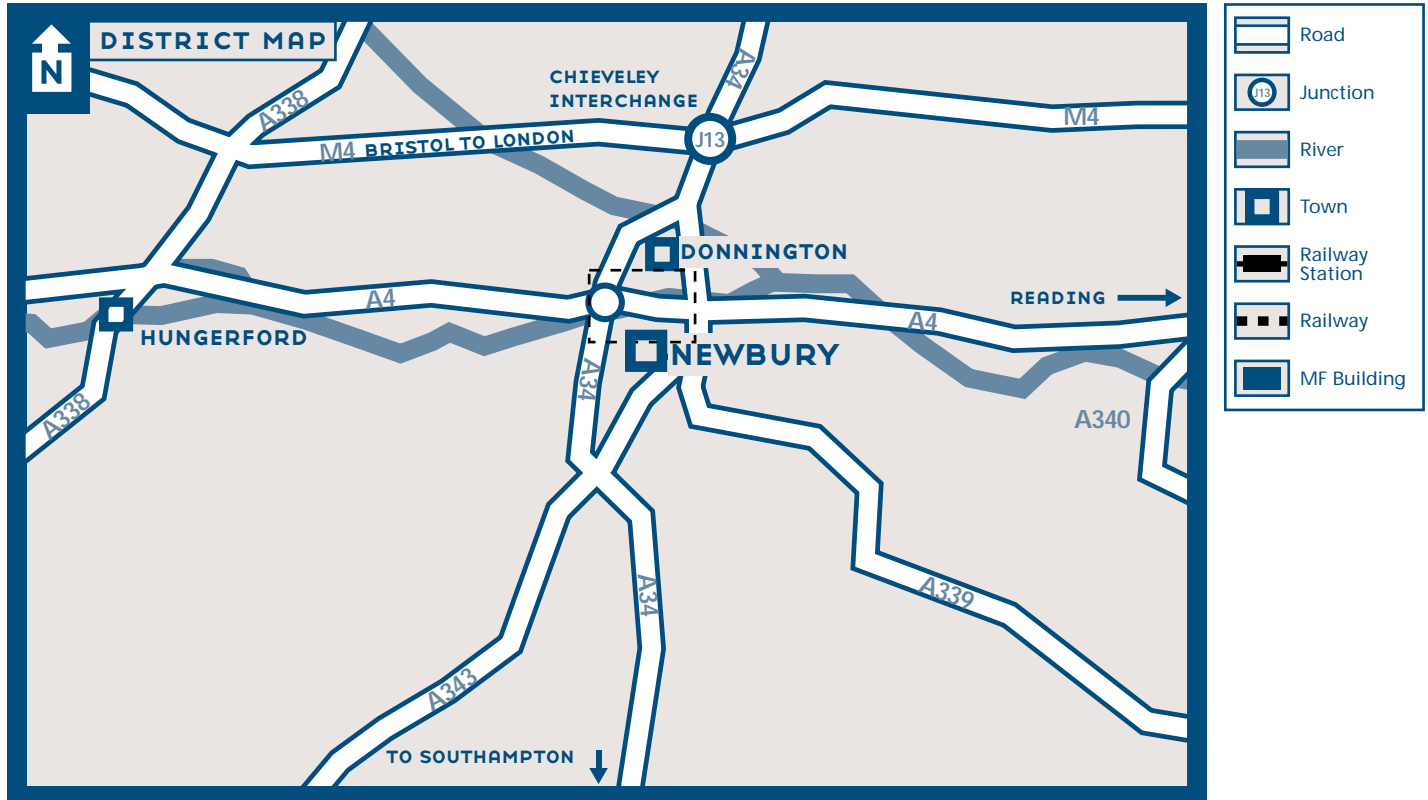 N
DISTRICT MAP
A338
CHIEVELEY
INTERCHANGE
A34
M4 BRISTOL TO LONDON
J13
M4
DONNINGTON
A4
READING
A4
HUNGERFORD
NEWBURY
A34
A338
A340
A34
A339
A343
TO SOUTHAMPTON
Road
J13
Junction
River
Town
Railway
Station
Railway
MF Building